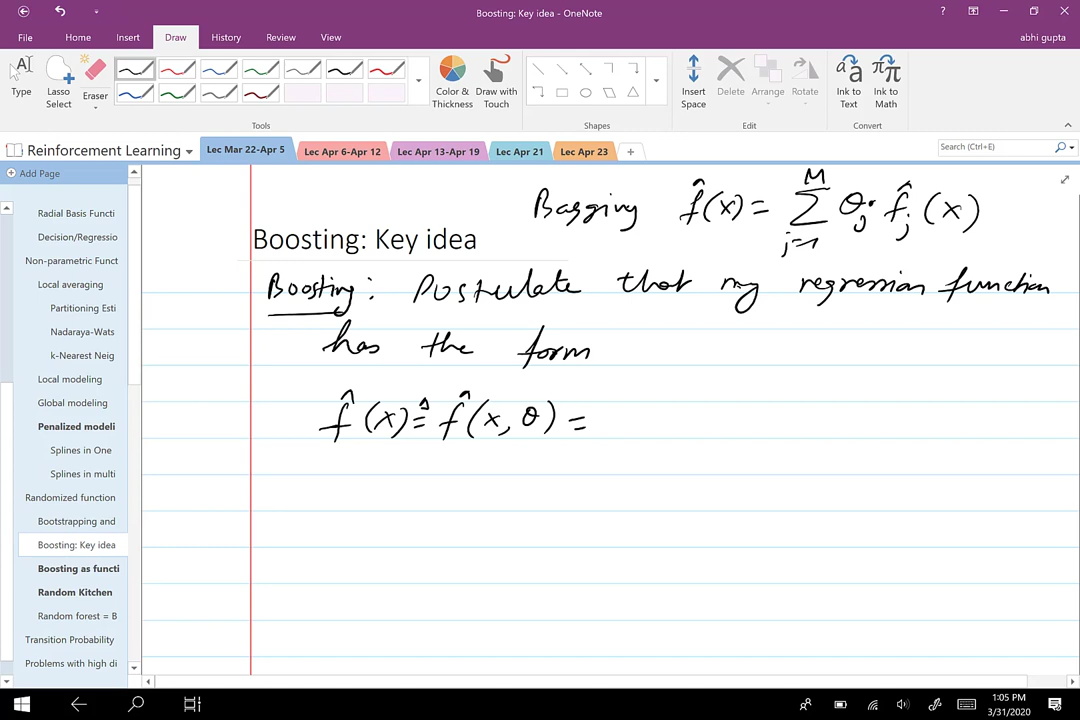 Boosting: Key idea - OneNote
File Home Insert Draw History Review View abhi gupta
Type
Lasso Select
Eraser
Color & Thickness
Draw with Touch
Insert Space
Delete
Arrange
Rotate
Ink to Text
Ink to Math
Tools
Shapes
Edit
Convert
Reinforcement Learning
Lec Mar 22-Apr 5
Lec Apr 6-Apr 12
Lec Apr 13-Apr 19
Lec Apr 21
Lec Apr 23
Search (Ctrl+E)
Add Page
Radial Basis Functi
Decision/Regressio
Non-parametric Funct
Local averaging
Partitioning Esti
Nadaraya-Wats
k-Nearest Neig
Local modeling
Global modeling
Penalized modeli
Splines in One
Splines in multi
Randomized function
Bootstrapping and
Boosting: Key idea
Boosting as functi
Random Kitchen
Random forest = B
Transition Probability
Problems with high di
Bagging f̂(x) = Σ_{j=1}^{M} θ_j f̂_j(x)
Boosting: Key idea
Boosting: Postulate that my regression function
has the form
f̂(x) ≙ f̂(x, θ) =
1:05 PM
3/31/2020